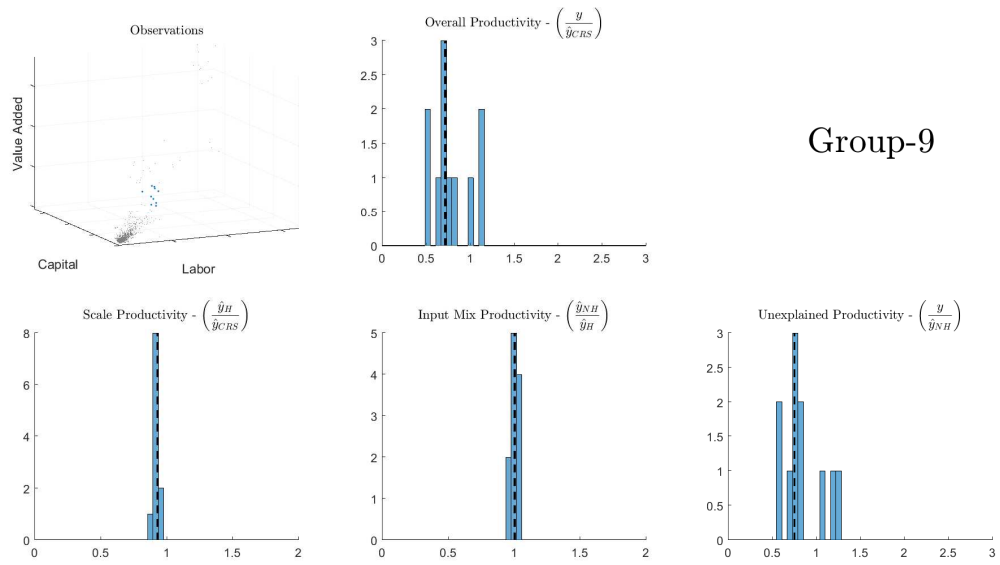 Observations
Value Added
Capital
Labor
Overall Productivity - (y/ŷ_CRS)
3
2.5
2
1.5
1
0.5
0
0 0.5 1 1.5 2 2.5 3
Group-9
Scale Productivity - (ŷ_H/ŷ_CRS)
8
6
4
2
0
0 0.5 1 1.5 2
Input Mix Productivity - (ŷ_NH/ŷ_H)
5
4
3
2
1
0
0 0.5 1 1.5 2
Unexplained Productivity - (y/ŷ_NH)
3
2.5
2
1.5
1
0.5
0
0 0.5 1 1.5 2 2.5 3